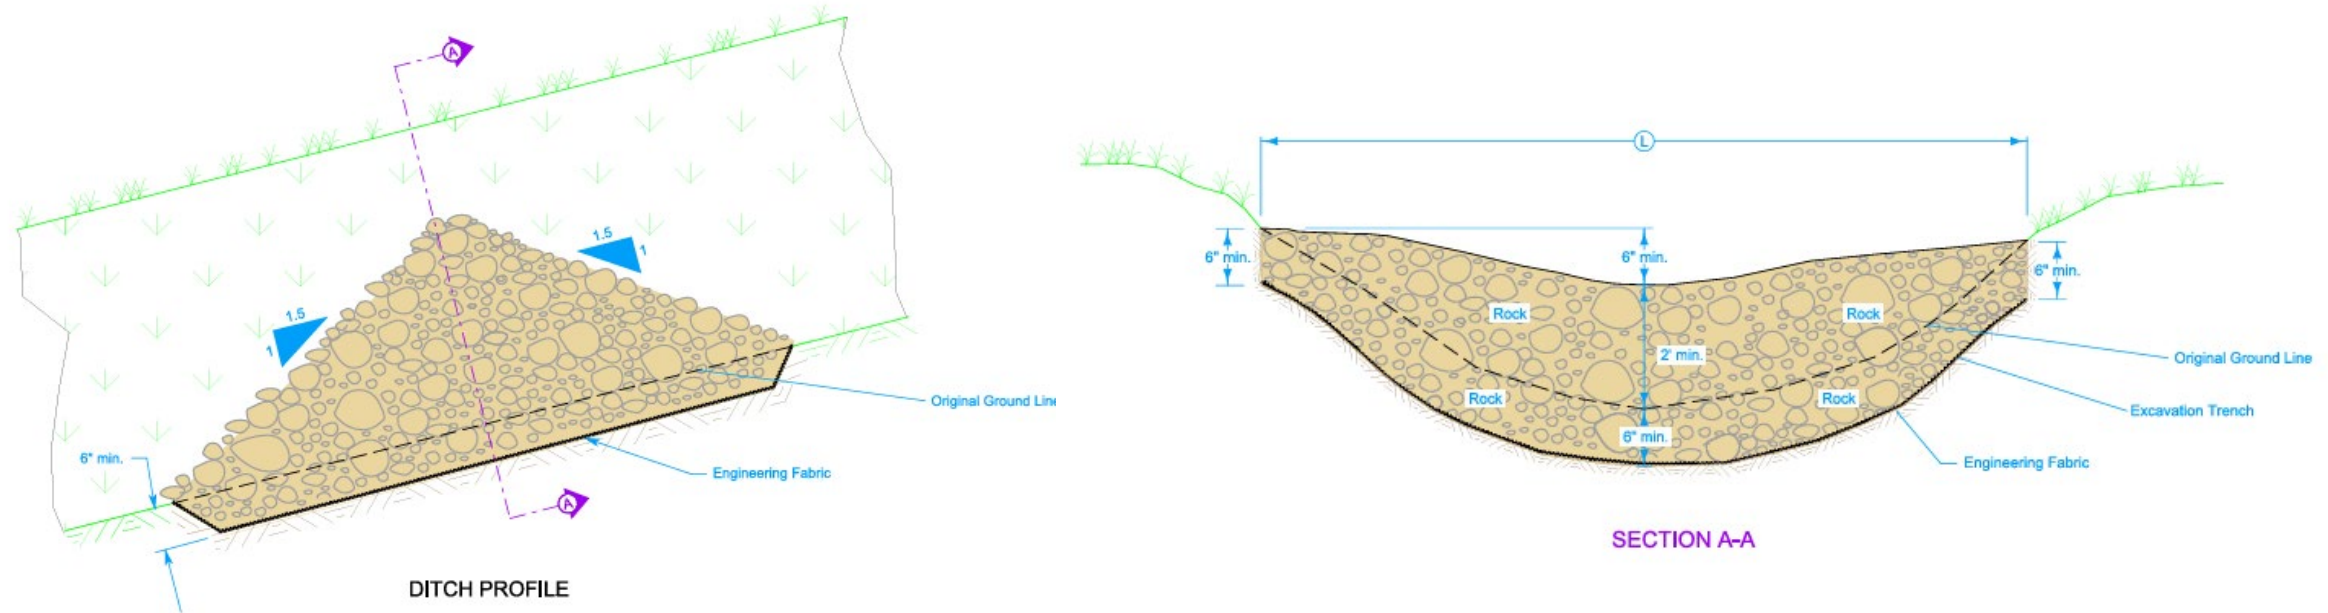 A
1.5
1
1.5
1
6" min.
Original Ground Line
Engineering Fabric
A
DITCH PROFILE
L
6" min.
6" min.
6" min.
Rock
Rock
2' min.
Original Ground Line
Rock
Rock
Excavation Trench
6" min.
Engineering Fabric
SECTION A-A